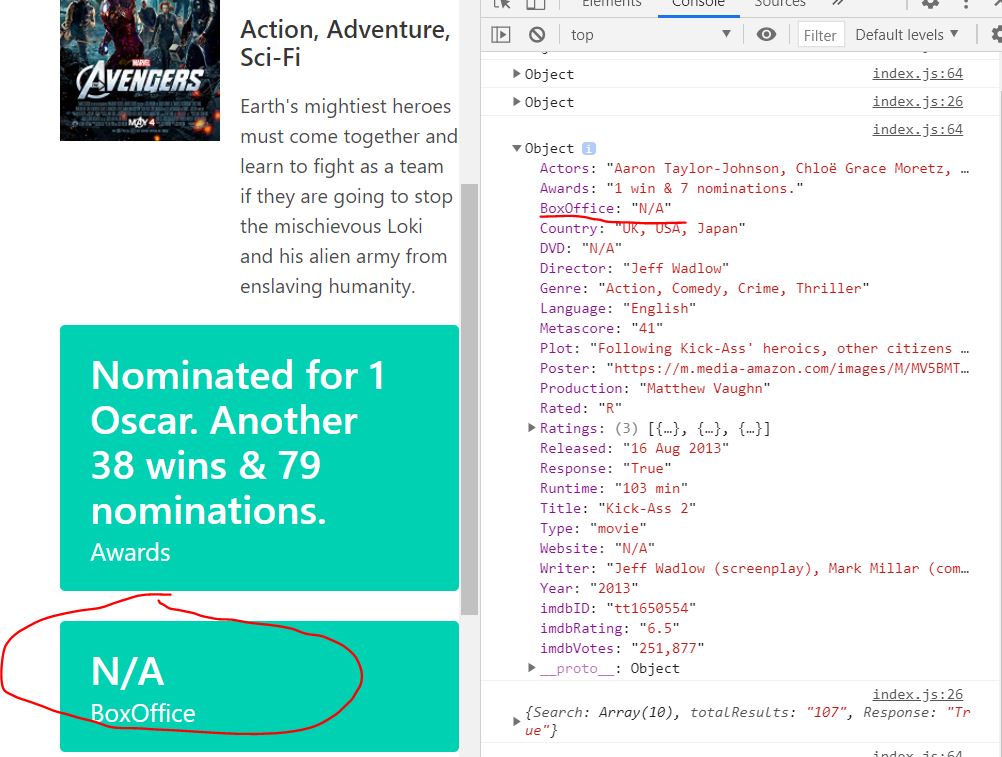 MARVEL
AVENGERS
MAY 4
Action, Adventure,
Sci-Fi
Earth's mightiest heroes
must come together and
learn to fight as a team
if they are going to stop
the mischievous Loki
and his alien army from
enslaving humanity.
Nominated for 1
Oscar. Another
38 wins & 79
nominations.
Awards
N/A
BoxOffice
Elements Console Sources »
top Filter Default levels
Object index.js:64
Object index.js:26
index.js:64
Object i
Actors: "Aaron Taylor-Johnson, Chloë Grace Moretz, …
Awards: "1 win & 7 nominations."
BoxOffice: "N/A"
Country: "UK, USA, Japan"
DVD: "N/A"
Director: "Jeff Wadlow"
Genre: "Action, Comedy, Crime, Thriller"
Language: "English"
Metascore: "41"
Plot: "Following Kick-Ass' heroics, other citizens …
Poster: "https://m.media-amazon.com/images/M/MV5BMT…
Production: "Matthew Vaughn"
Rated: "R"
Ratings: (3) [{…}, {…}, {…}]
Released: "16 Aug 2013"
Response: "True"
Runtime: "103 min"
Title: "Kick-Ass 2"
Type: "movie"
Website: "N/A"
Writer: "Jeff Wadlow (screenplay), Mark Millar (com…
Year: "2013"
imdbID: "tt1650554"
imdbRating: "6.5"
imdbVotes: "251,877"
__proto__: Object
index.js:26
{Search: Array(10), totalResults: "107", Response: "Tr
ue"}
index.js:64